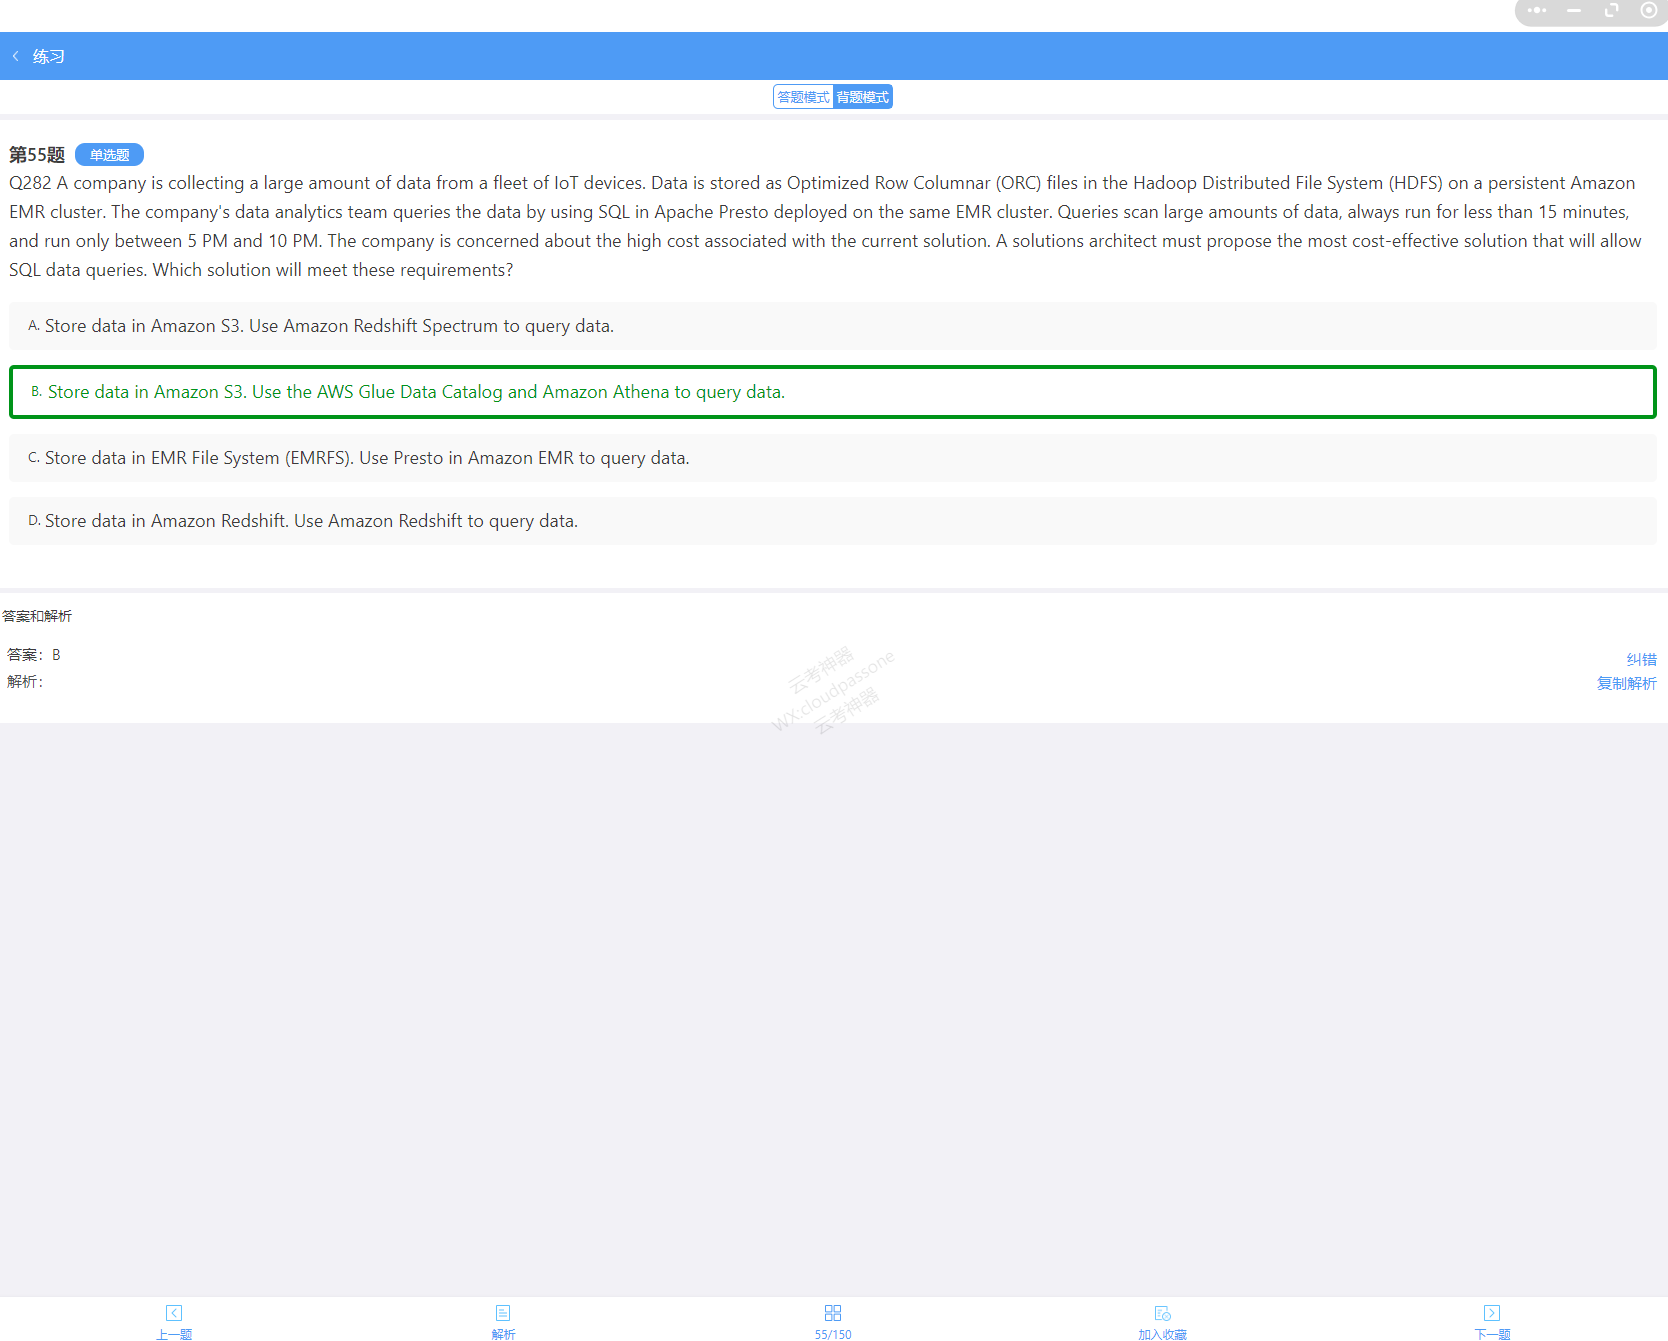 练习
答题模式 背题模式
第55题 单选题
Q282 A company is collecting a large amount of data from a fleet of IoT devices. Data is stored as Optimized Row Columnar (ORC) files in the Hadoop Distributed File System (HDFS) on a persistent Amazon
EMR cluster. The company's data analytics team queries the data by using SQL in Apache Presto deployed on the same EMR cluster. Queries scan large amounts of data, always run for less than 15 minutes,
and run only between 5 PM and 10 PM. The company is concerned about the high cost associated with the current solution. A solutions architect must propose the most cost-effective solution that will allow
SQL data queries. Which solution will meet these requirements?
A. Store data in Amazon S3. Use Amazon Redshift Spectrum to query data.
B. Store data in Amazon S3. Use the AWS Glue Data Catalog and Amazon Athena to query data.
C. Store data in EMR File System (EMRFS). Use Presto in Amazon EMR to query data.
D. Store data in Amazon Redshift. Use Amazon Redshift to query data.
答案和解析
答案：B
纠错
解析：
复制解析
云考神器
WX:cloudpassone
云考神器
上一题 解析 55/150 加入收藏 下一题